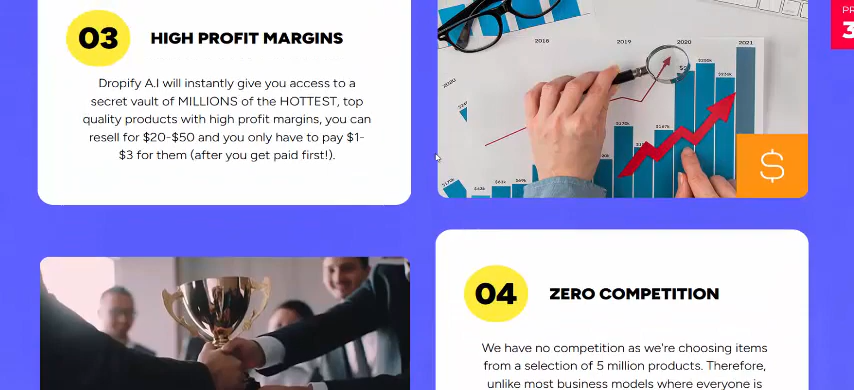 03
HIGH PROFIT MARGINS
Dropify A.I will instantly give you access to a
secret vault of MILLIONS of the HOTTEST, top
quality products with high profit margins, you can
resell for $20-$50 and you only have to pay $1-
$3 for them (after you get paid first!).
2018
2019
2020
2021
$
04
ZERO COMPETITION
We have no competition as we're choosing items
from a selection of 5 million products. Therefore,
unlike most business models where everyone is
PR
3